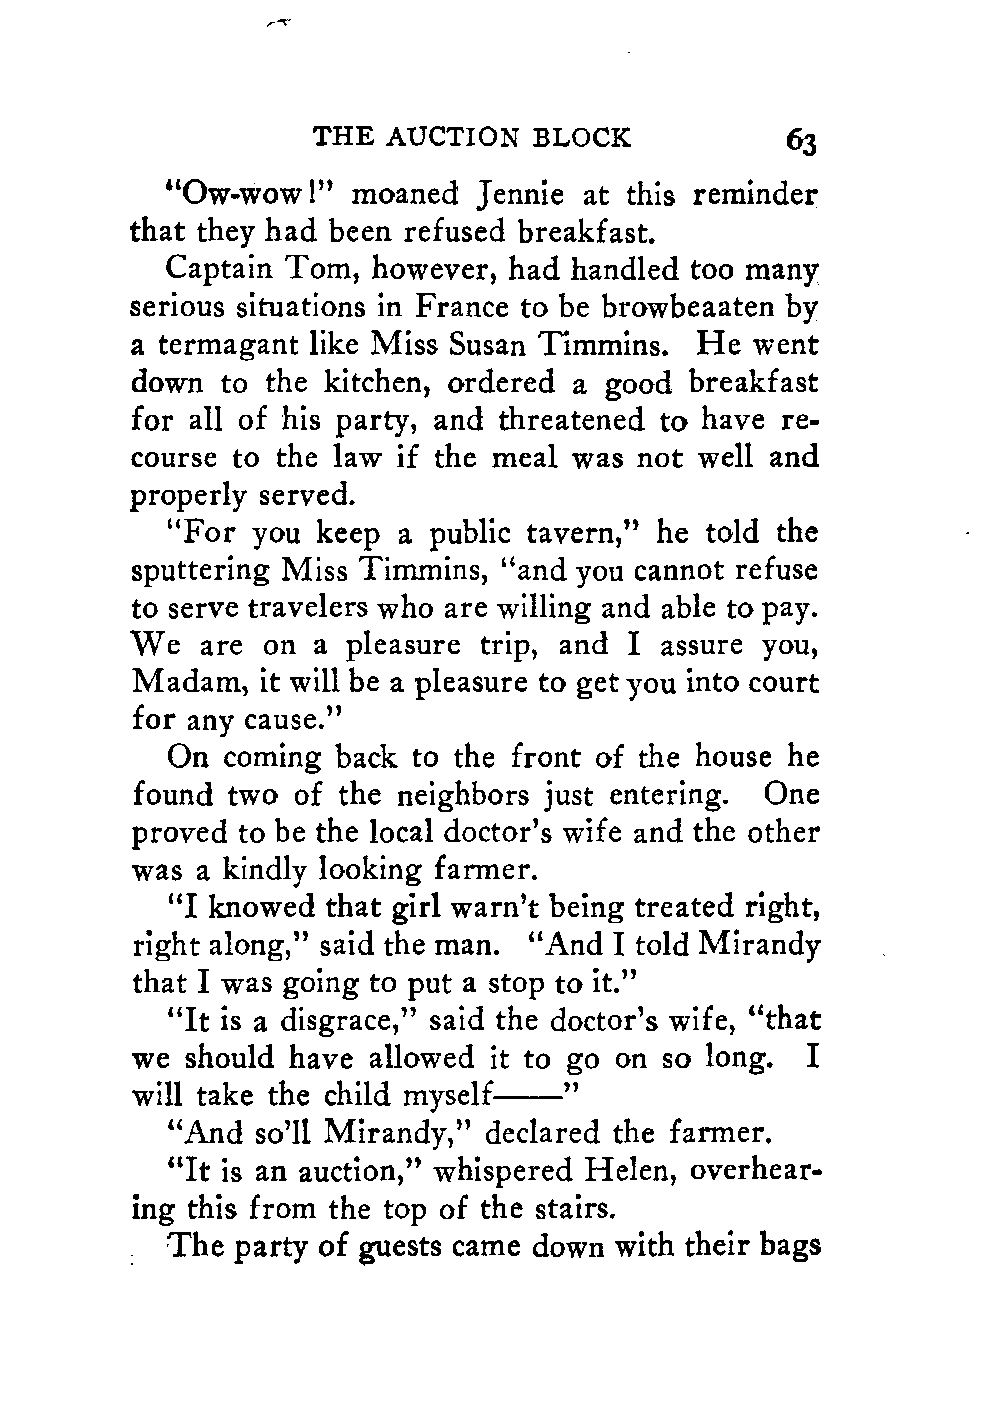 THE AUCTION BLOCK 63
"Ow-wow!" moaned Jennie at this reminder
that they had been refused breakfast.
Captain Tom, however, had handled too many
serious situations in France to be browbeaaten by
a termagant like Miss Susan Timmins. He went
down to the kitchen, ordered a good breakfast
for all of his party, and threatened to have re-
course to the law if the meal was not well and
properly served.
"For you keep a public tavern," he told the
sputtering Miss Timmins, "and you cannot refuse
to serve travelers who are willing and able to pay.
We are on a pleasure trip, and I assure you,
Madam, it will be a pleasure to get you into court
for any cause."
On coming back to the front of the house he
found two of the neighbors just entering. One
proved to be the local doctor's wife and the other
was a kindly looking farmer.
"I knowed that girl warn't being treated right,
right along," said the man. "And I told Mirandy
that I was going to put a stop to it."
"It is a disgrace," said the doctor's wife, "that
we should have allowed it to go on so long. I
will take the child myself——"
"And so'll Mirandy," declared the farmer.
"It is an auction," whispered Helen, overhear-
ing this from the top of the stairs.
The party of guests came down with their bags